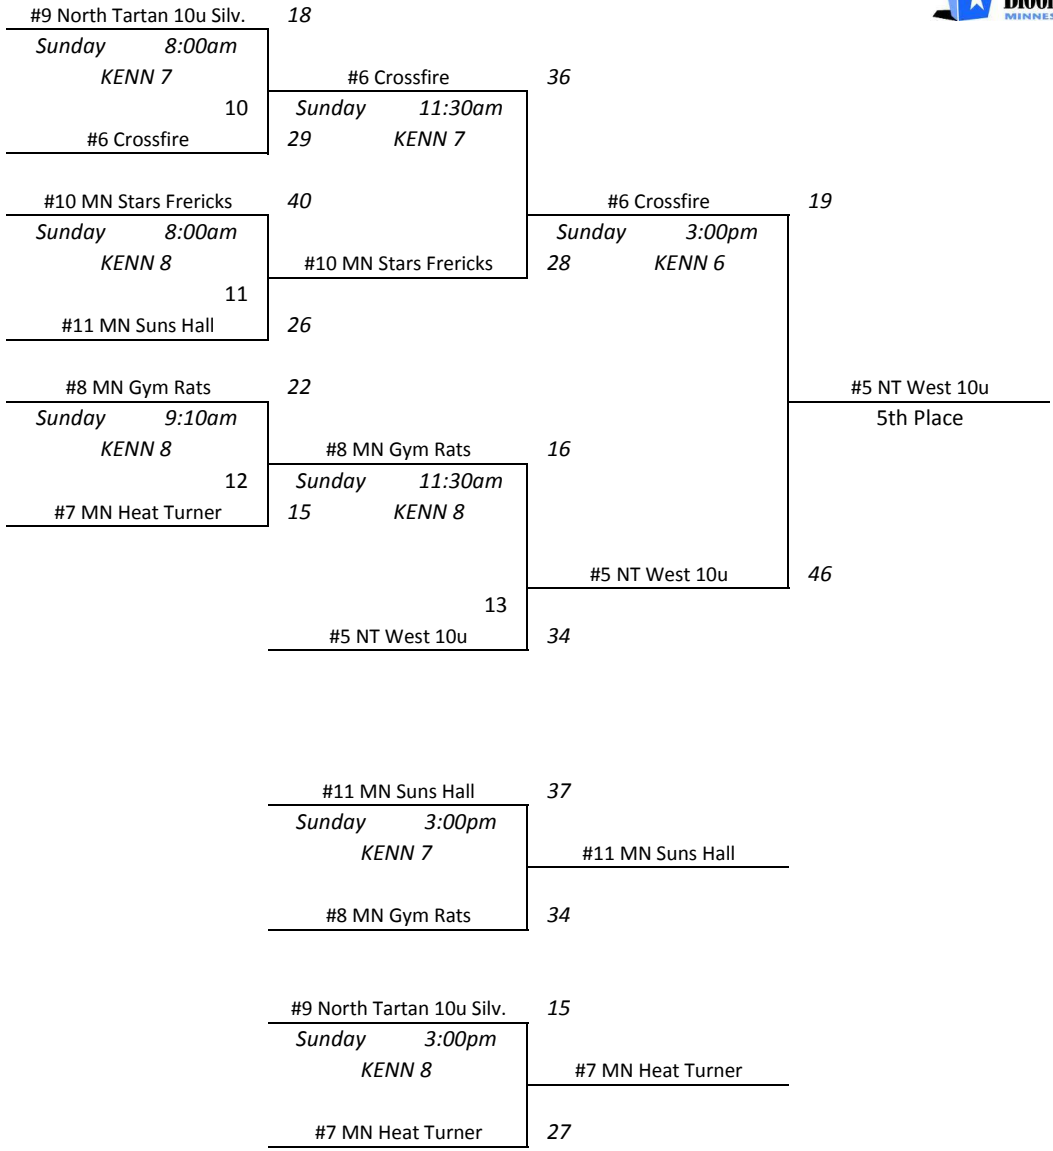 #9 North Tartan 10u Silv. 18
Sunday 8:00am
KENN 7 #6 Crossfire 36
10 Sunday 11:30am
#6 Crossfire 29 KENN 7
#10 MN Stars Frericks 40 #6 Crossfire 19
Sunday 8:00am Sunday 3:00pm
KENN 8 #10 MN Stars Frericks 28 KENN 6
11
#11 MN Suns Hall 26
#8 MN Gym Rats 22 #5 NT West 10u
Sunday 9:10am 5th Place
KENN 8 #8 MN Gym Rats 16
12 Sunday 11:30am
#7 MN Heat Turner 15 KENN 8
#5 NT West 10u 46
13
#5 NT West 10u 34
#11 MN Suns Hall 37
Sunday 3:00pm
KENN 7 #11 MN Suns Hall
#8 MN Gym Rats 34
#9 North Tartan 10u Silv. 15
Sunday 3:00pm
KENN 8 #7 MN Heat Turner
#7 MN Heat Turner 27